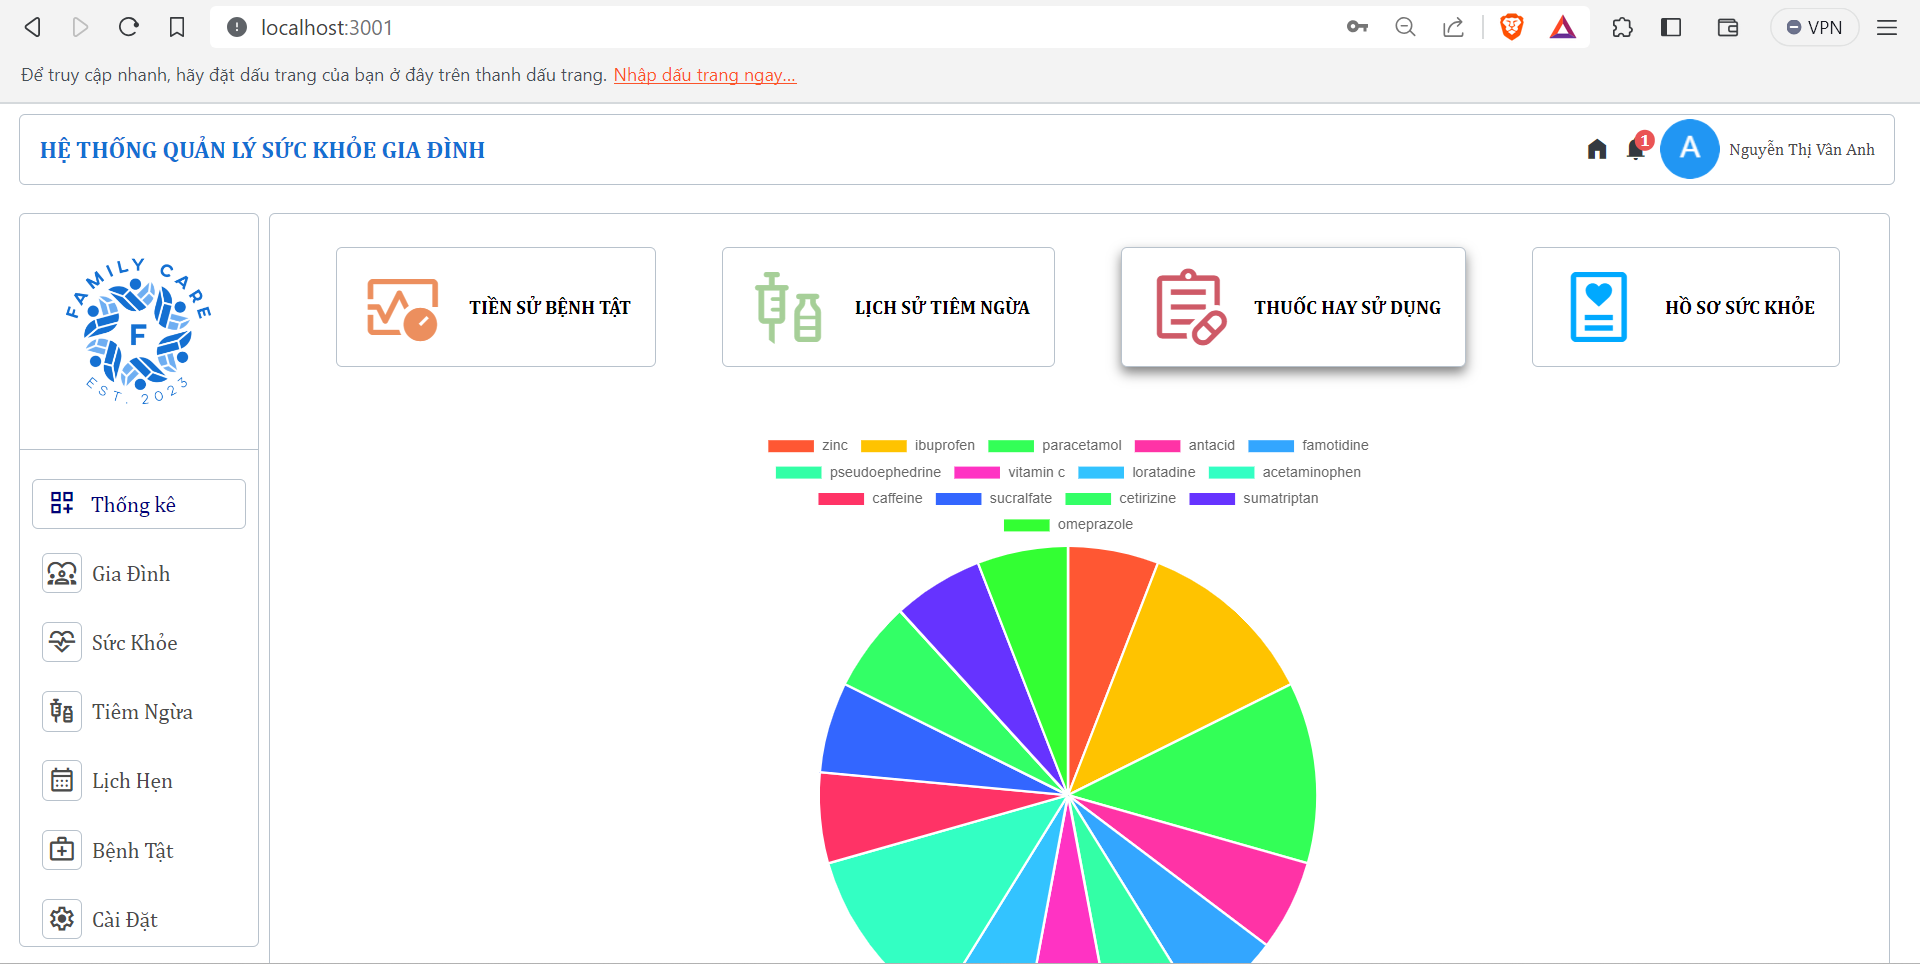 localhost:3001
VPN
Để truy cập nhanh, hãy đặt dấu trang của bạn ở đây trên thanh dấu trang. Nhập dấu trang ngay...
HỆ THỐNG QUẢN LÝ SỨC KHỎE GIA ĐÌNH
1
A
Nguyễn Thị Vân Anh
FAMILY CARE
F
EST. 2023
TIỀN SỬ BỆNH TẬT
LỊCH SỬ TIÊM NGỪA
THUỐC HAY SỬ DỤNG
HỒ SƠ SỨC KHỎE
Thống kê
Gia Đình
Sức Khỏe
Tiêm Ngừa
Lịch Hẹn
Bệnh Tật
Cài Đặt
zinc ibuprofen paracetamol antacid famotidine
pseudoephedrine vitamin c loratadine acetaminophen
caffeine sucralfate cetirizine sumatriptan
omeprazole